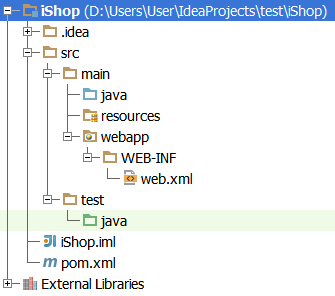 iShop (D:\Users\User\IdeaProjects\test\iShop)
.idea
src
main
java
resources
webapp
WEB-INF
web.xml
test
java
iShop.iml
pom.xml
External Libraries